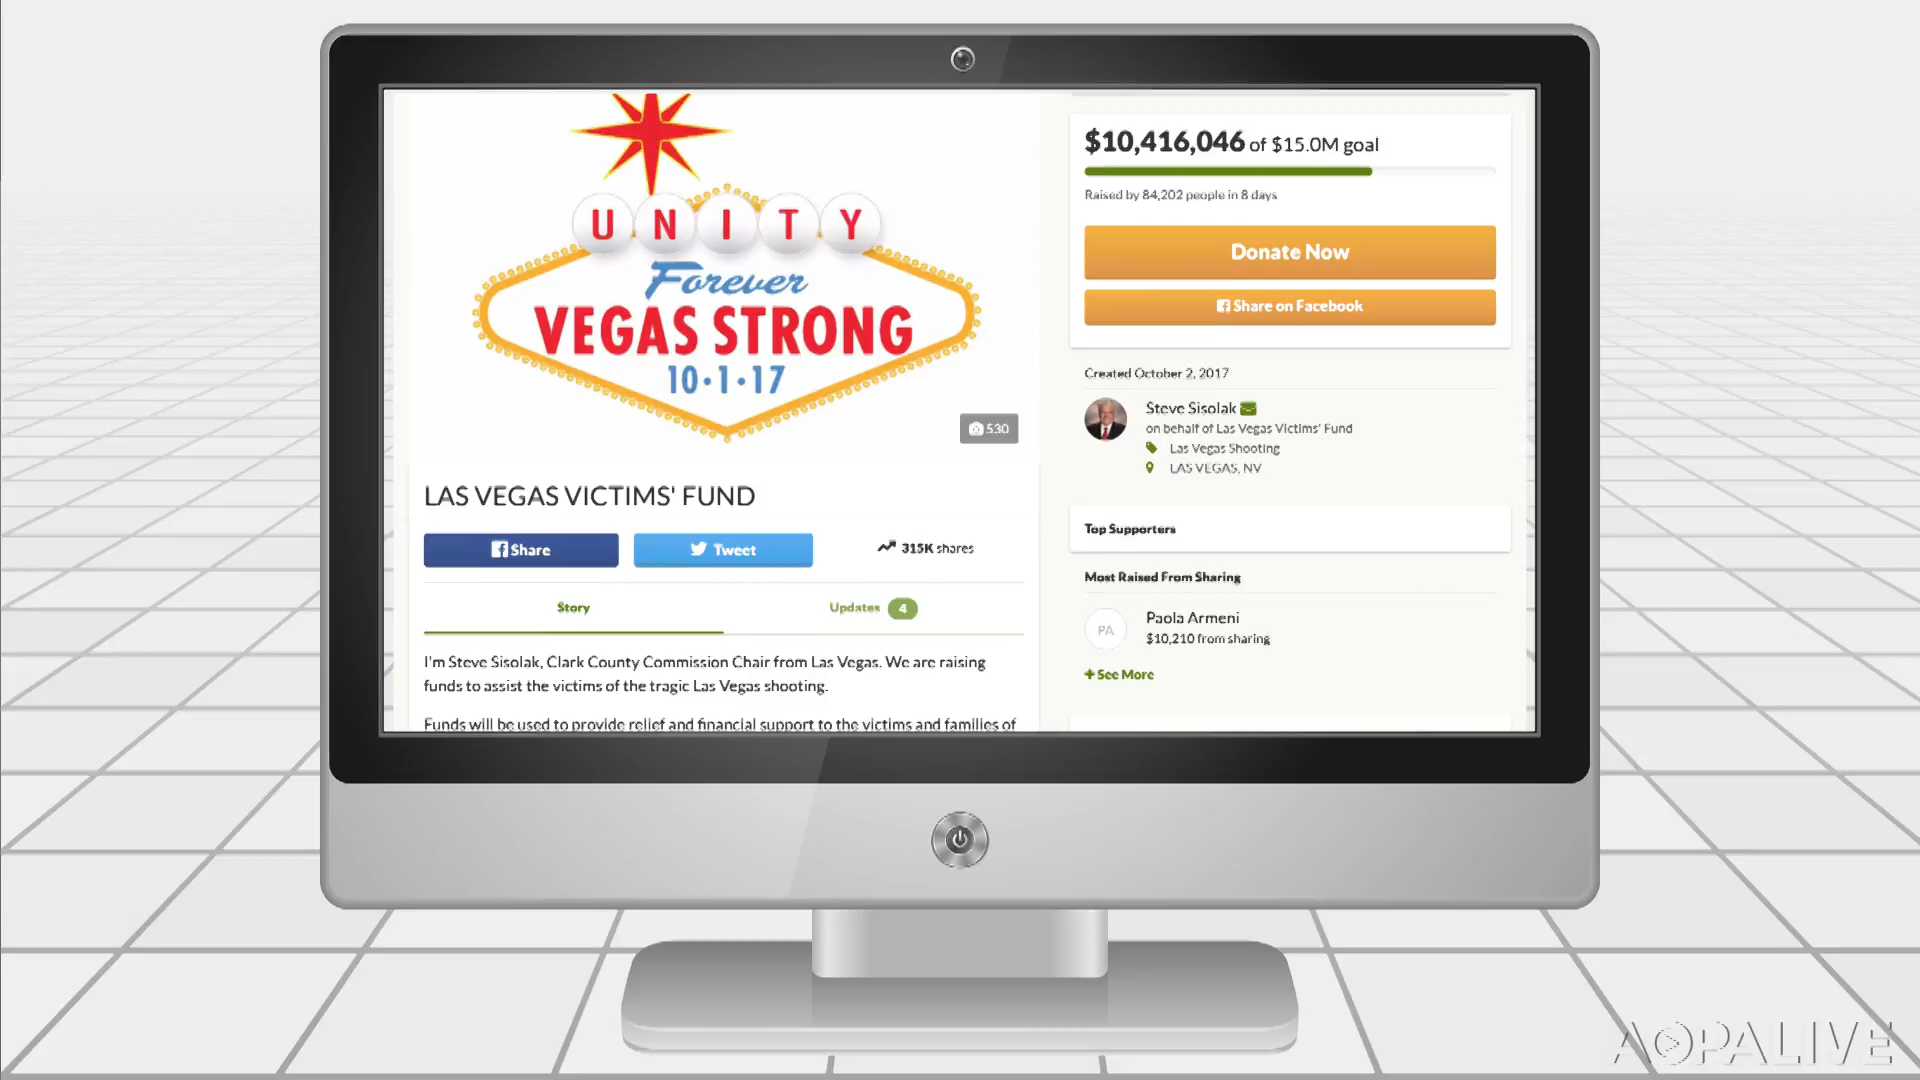 UNITY
Forever
VEGAS STRONG
10·1·17
530
LAS VEGAS VICTIMS' FUND
Share
Tweet
315K shares
Story
Updates 4
I'm Steve Sisolak, Clark County Commission Chair from Las Vegas. We are raising
funds to assist the victims of the tragic Las Vegas shooting.
Funds will be used to provide relief and financial support to the victims and families of
$10,416,046 of $15.0M goal
Raised by 84,202 people in 8 days
Donate Now
Share on Facebook
Created October 2, 2017
Steve Sisolak
on behalf of Las Vegas Victims' Fund
Las Vegas Shooting
LAS VEGAS, NV
Top Supporters
Most Raised From Sharing
PA
Paola Armeni
$10,210 from sharing
+ See More
AOPALIVE